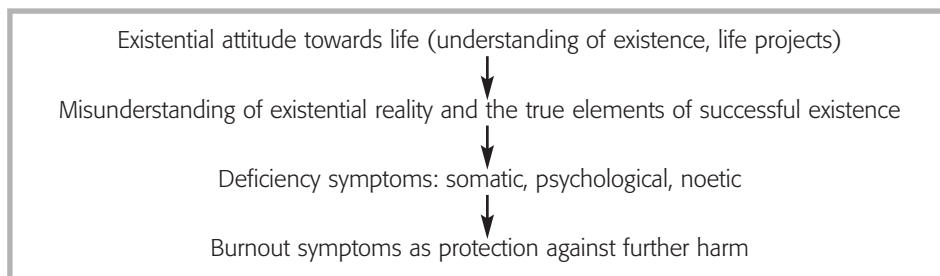 Existential attitude towards life (understanding of existence, life projects)
Misunderstanding of existential reality and the true elements of successful existence
Deficiency symptoms: somatic, psychological, noetic
Burnout symptoms as protection against further harm